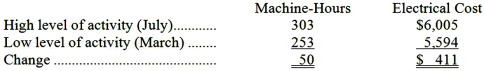 Machine-Hours Electrical Cost
High level of activity (July)............ 303 $6,005
Low level of activity (March) ........ 253 5,594
Change .......................................... 50 $ 411